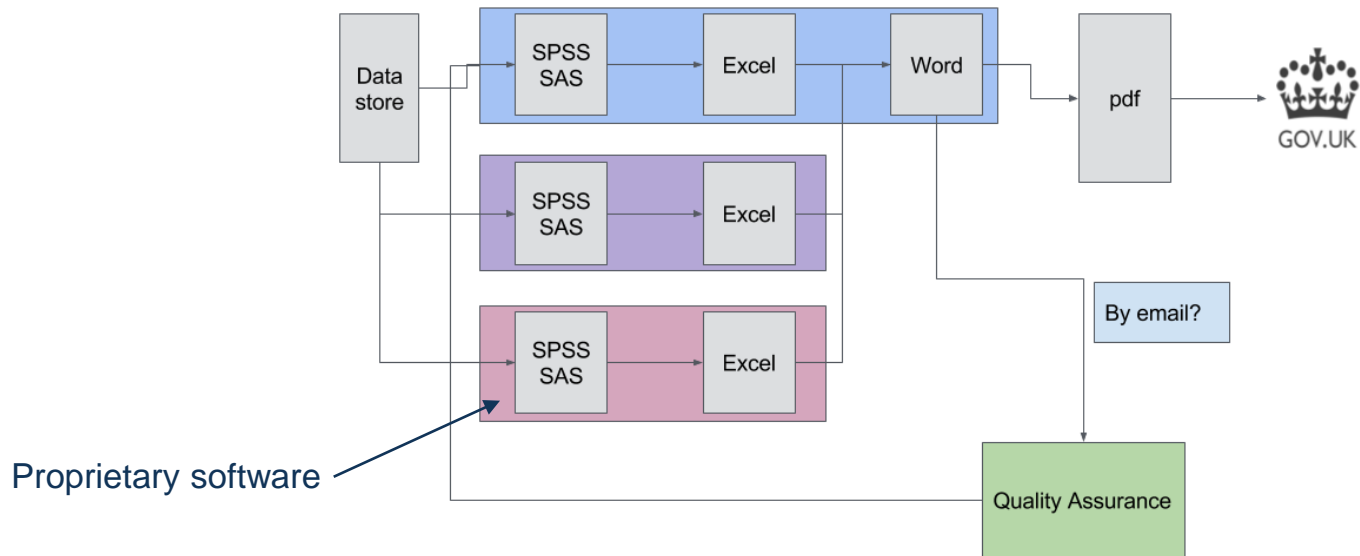 Data
store
SPSS
SAS
Excel
Word
pdf
GOV.UK
SPSS
SAS
Excel
By email?
SPSS
SAS
Excel
Proprietary software
Quality Assurance